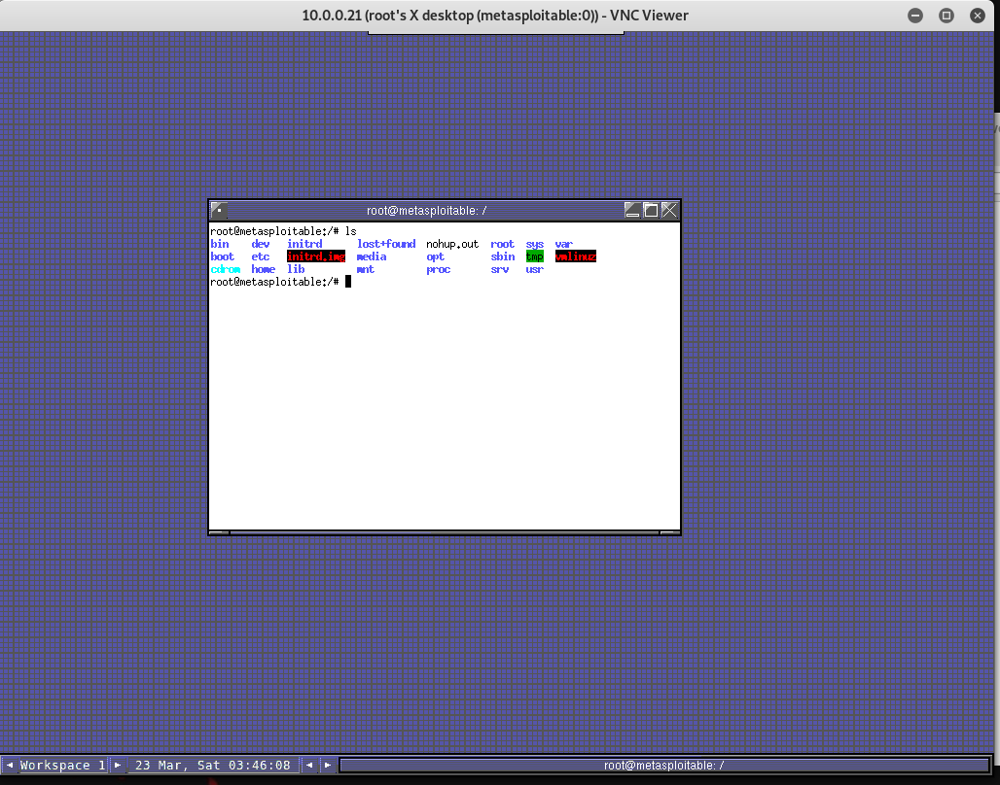 10.0.0.21 (root's X desktop (metasploitable:0)) - VNC Viewer
root@metasploitable: /
root@metasploitable:/# ls
bin dev initrd lost+found nohup.out root sys var
boot etc initrd.img media opt sbin tmp vmlinuz
cdrom home lib mnt proc srv usr
root@metasploitable:/#
Workspace 1 23 Mar, Sat 03:46:08 root@metasploitable: /